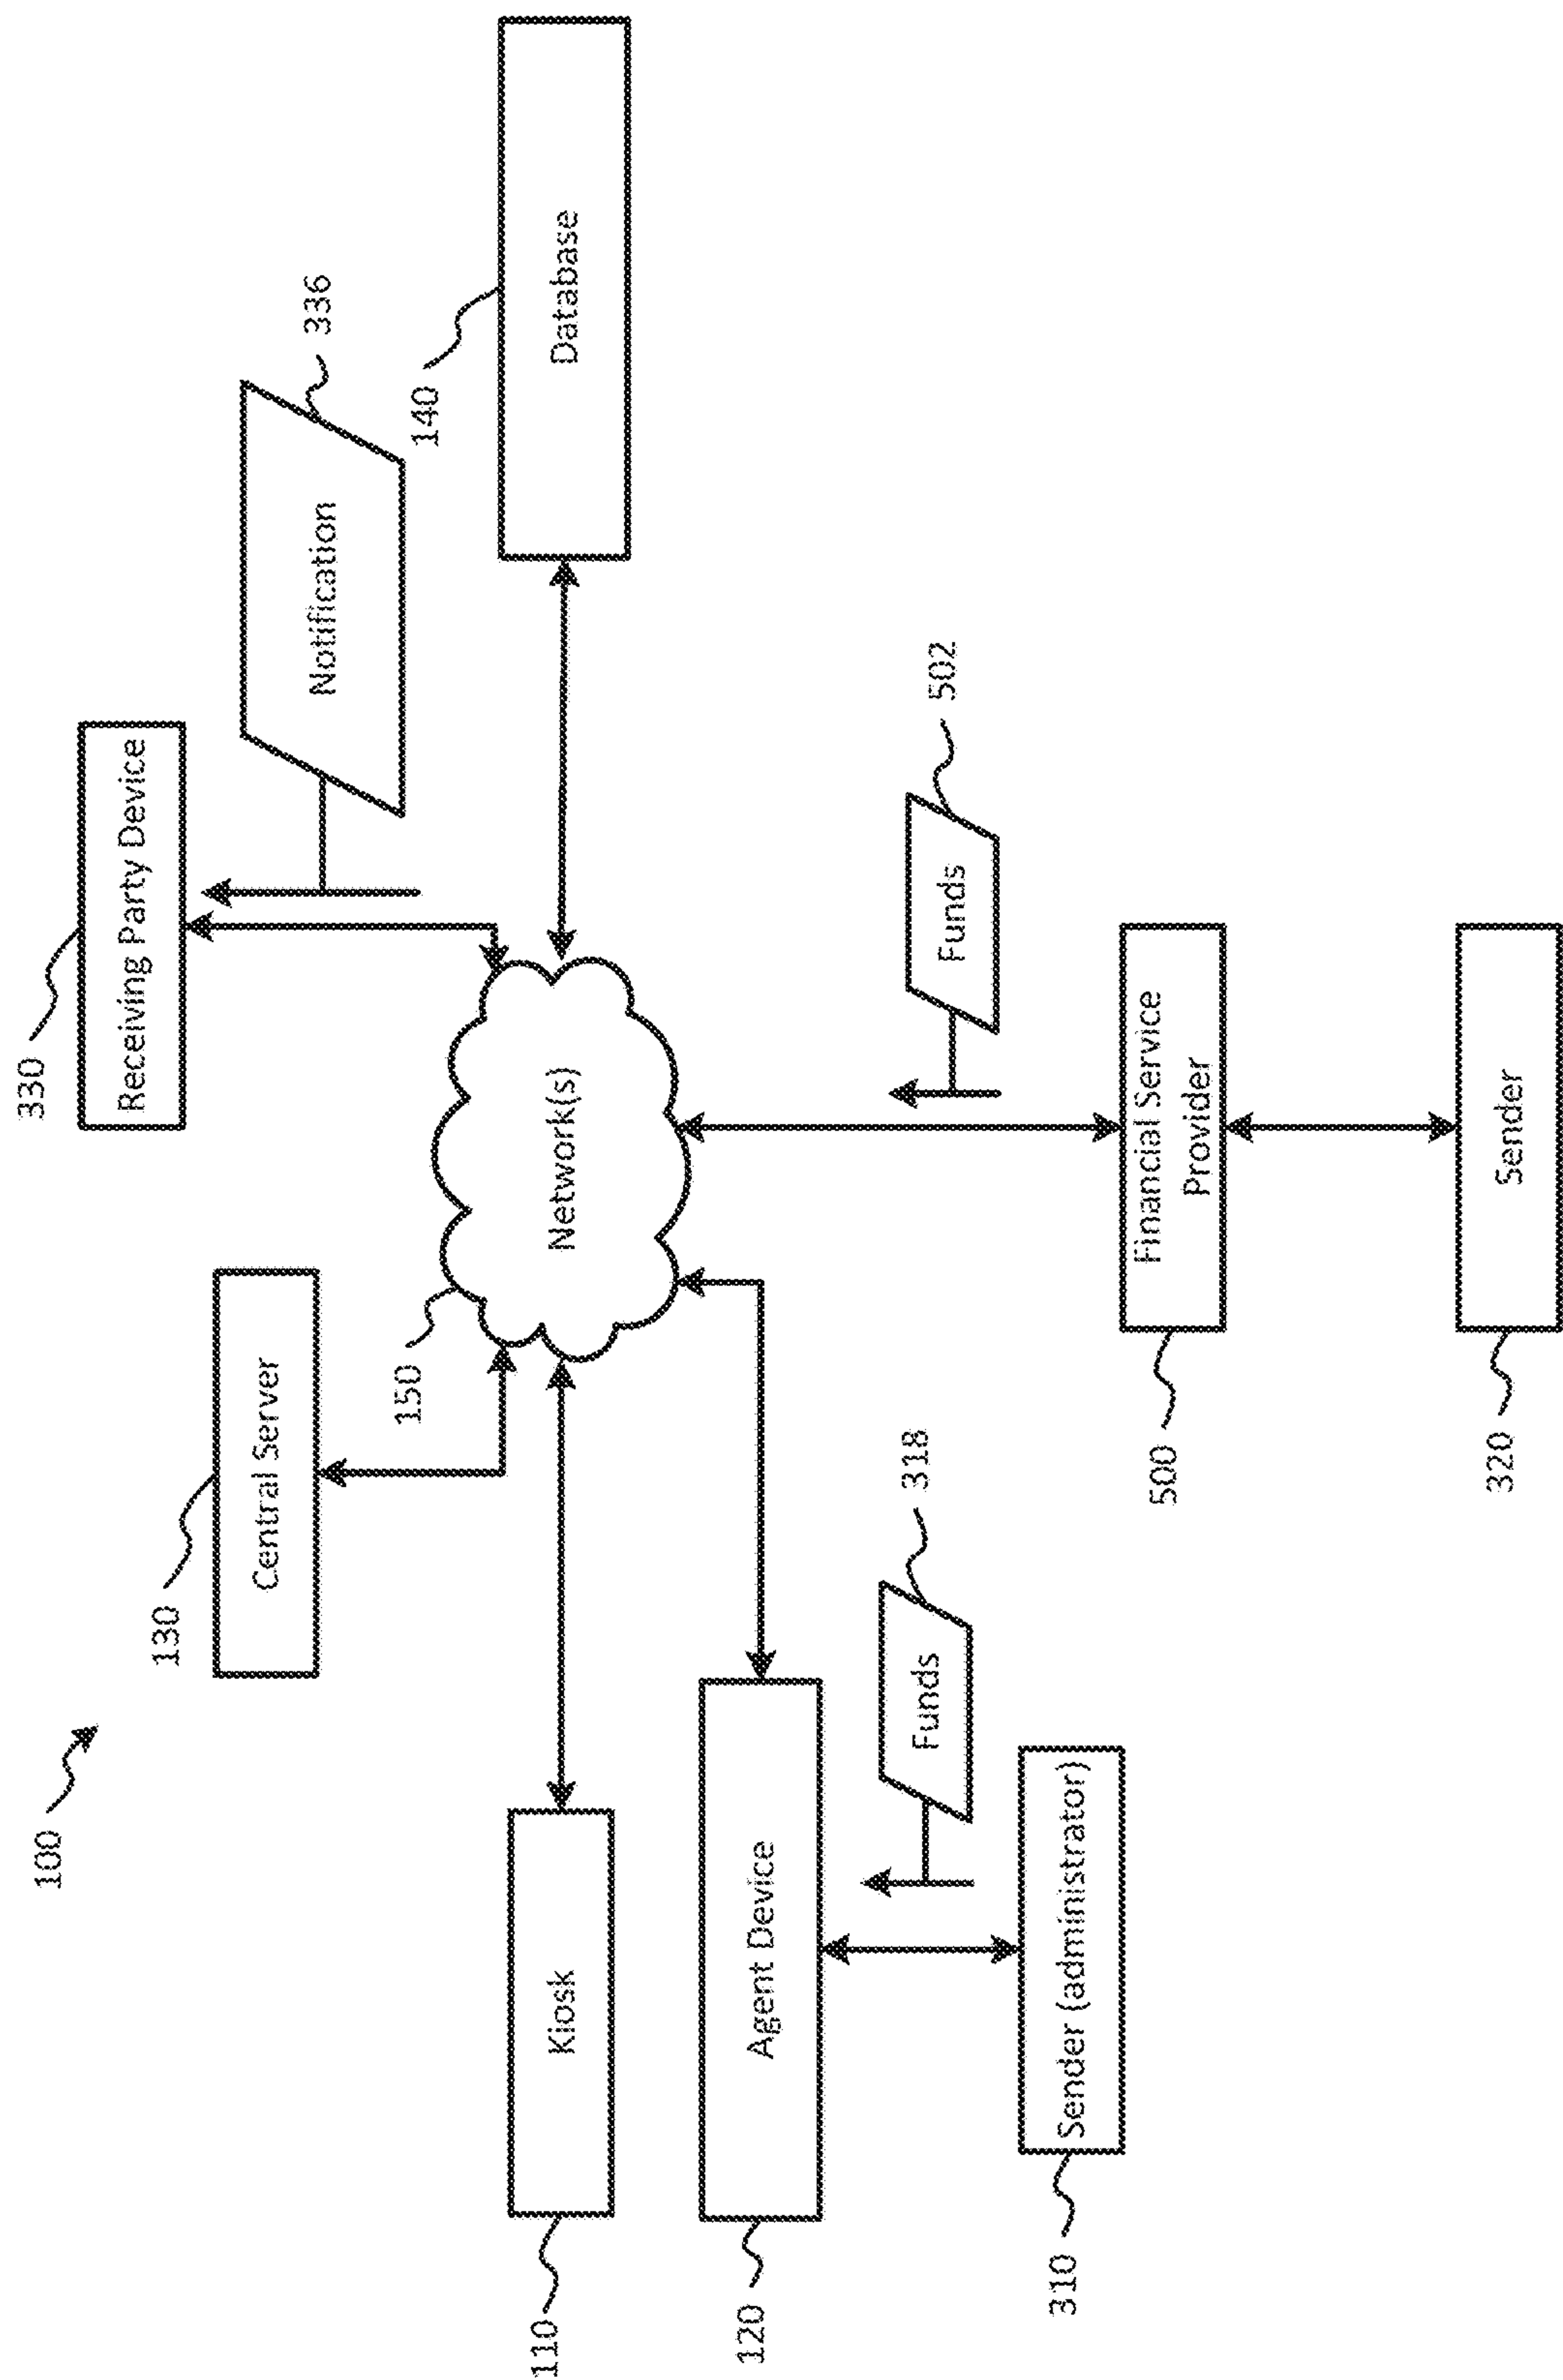 100
130
Central Server
330
Receiving Party Device
Notification
336
150
Network(s)
140
Database
110
Kiosk
120
Agent Device
Funds
318
310
Sender (administrator)
Funds
502
500
Financial Service
Provider
320
Sender